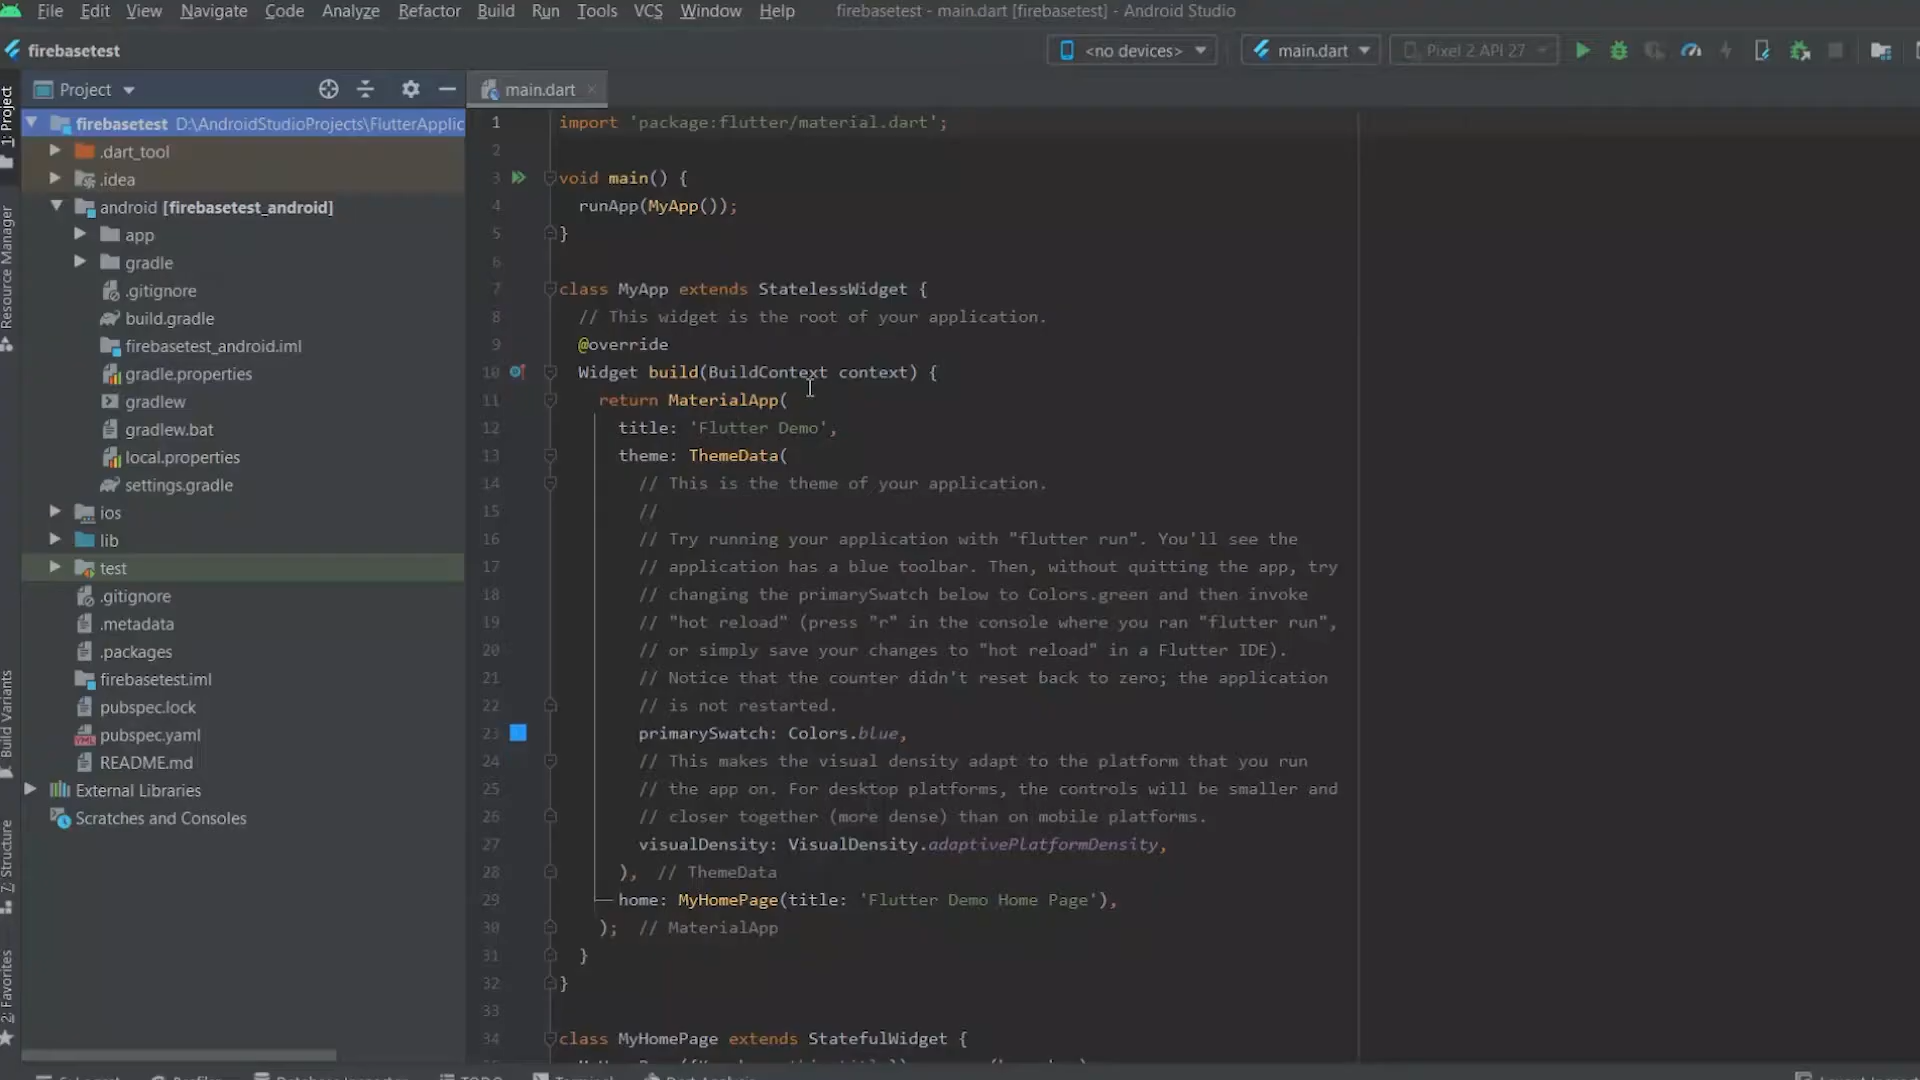 File Edit View Navigate Code Analyze Refactor Build Run Tools VCS Window Help firebasetest - main.dart [firebasetest] - Android Studio
firebasetest <no devices> main.dart Pixel 2 API 27
Project main.dart
1: Project
Resource Manager
Build Variants
7: Structure
2: Favorites
firebasetest D:\AndroidStudioProjects\FlutterApplic
.dart_tool
.idea
android [firebasetest_android]
app
gradle
.gitignore
build.gradle
firebasetest_android.iml
gradle.properties
gradlew
gradlew.bat
local.properties
settings.gradle
ios
lib
test
.gitignore
.metadata
.packages
firebasetest.iml
pubspec.lock
pubspec.yaml
README.md
External Libraries
Scratches and Consoles
1 import 'package:flutter/material.dart';
2
3 void main() {
4 runApp(MyApp());
5 }
6
7 class MyApp extends StatelessWidget {
8 // This widget is the root of your application.
9 @override
10 Widget build(BuildContext context) {
11 return MaterialApp(
12 title: 'Flutter Demo',
13 theme: ThemeData(
14 // This is the theme of your application.
15 //
16 // Try running your application with "flutter run". You'll see the
17 // application has a blue toolbar. Then, without quitting the app, try
18 // changing the primarySwatch below to Colors.green and then invoke
19 // "hot reload" (press "r" in the console where you ran "flutter run",
20 // or simply save your changes to "hot reload" in a Flutter IDE).
21 // Notice that the counter didn't reset back to zero; the application
22 // is not restarted.
23 primarySwatch: Colors.blue,
24 // This makes the visual density adapt to the platform that you run
25 // the app on. For desktop platforms, the controls will be smaller and
26 // closer together (more dense) than on mobile platforms.
27 visualDensity: VisualDensity.adaptivePlatformDensity,
28 ), // ThemeData
29 home: MyHomePage(title: 'Flutter Demo Home Page'),
30 ); // MaterialApp
31 }
32 }
33
34 class MyHomePage extends StatefulWidget {